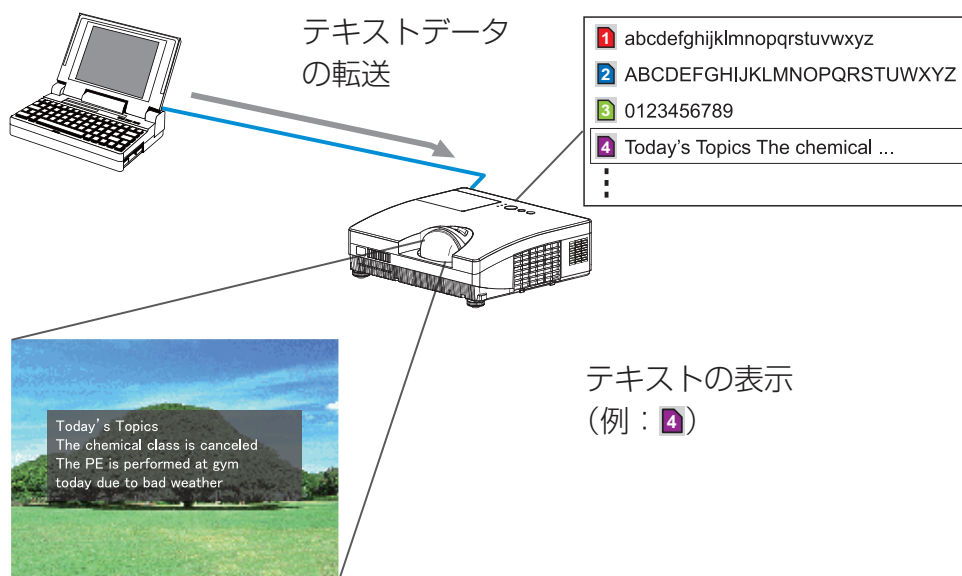 テキストデータ
の転送
1 abcdefghijklmnopqrstuvwxyz
2 ABCDEFGHIJKLMNOPQRSTUWXYZ
3 0123456789
4 Today's Topics The chemical ...
Today's Topics
The chemical class is canceled
The PE is performed at gym
today due to bad weather
テキストの表示
(例：4)